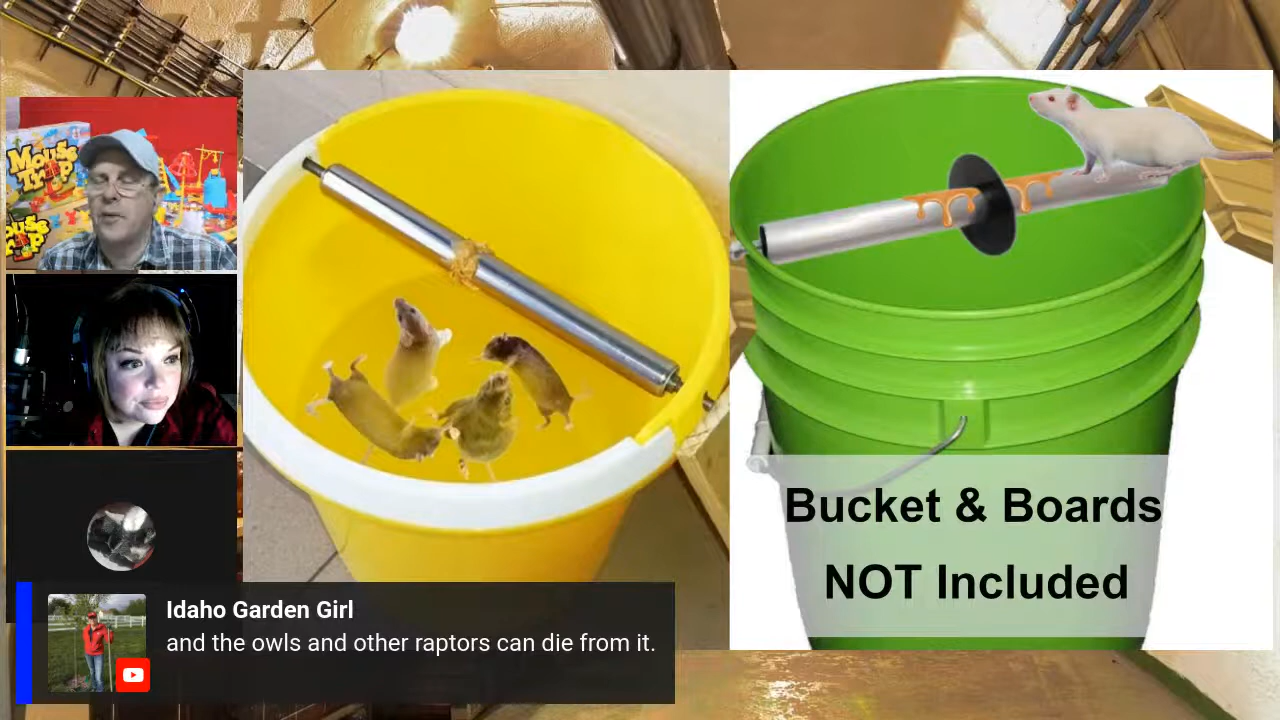 Mouse
Trap
Bucket & Boards
NOT Included
Idaho Garden Girl
and the owls and other raptors can die from it.